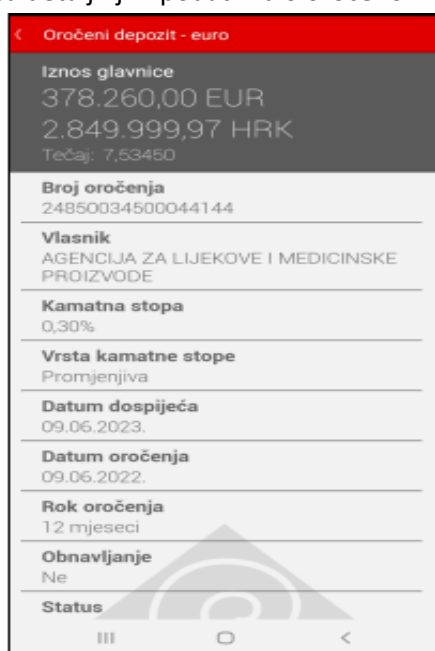 Oročeni depozit - euro
Iznos glavnice
378.260,00 EUR
2.849.999,97 HRK
Tečaj: 7,53450
Broj oročenja
24850034500044144
Vlasnik
AGENCIJA ZA LIJEKOVE I MEDICINSKE
PROIZVODE
Kamatna stopa
0,30%
Vrsta kamatne stope
Promjenjiva
Datum dospijeća
09.06.2023.
Datum oročenja
09.06.2022.
Rok oročenja
12 mjeseci
Obnavljanje
Ne
Status